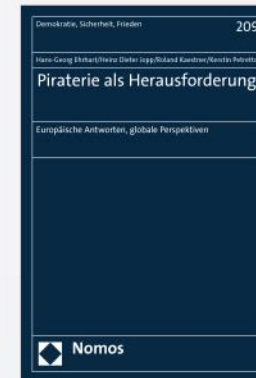 Demokratie, Sicherheit, Frieden 209
Hans-Georg Ehrhart/Heinz Dieter Jopp/Roland Kaestner/Kerstin Petretto
Piraterie als Herausforderung
Europäische Antworten, globale Perspektiven
Nomos